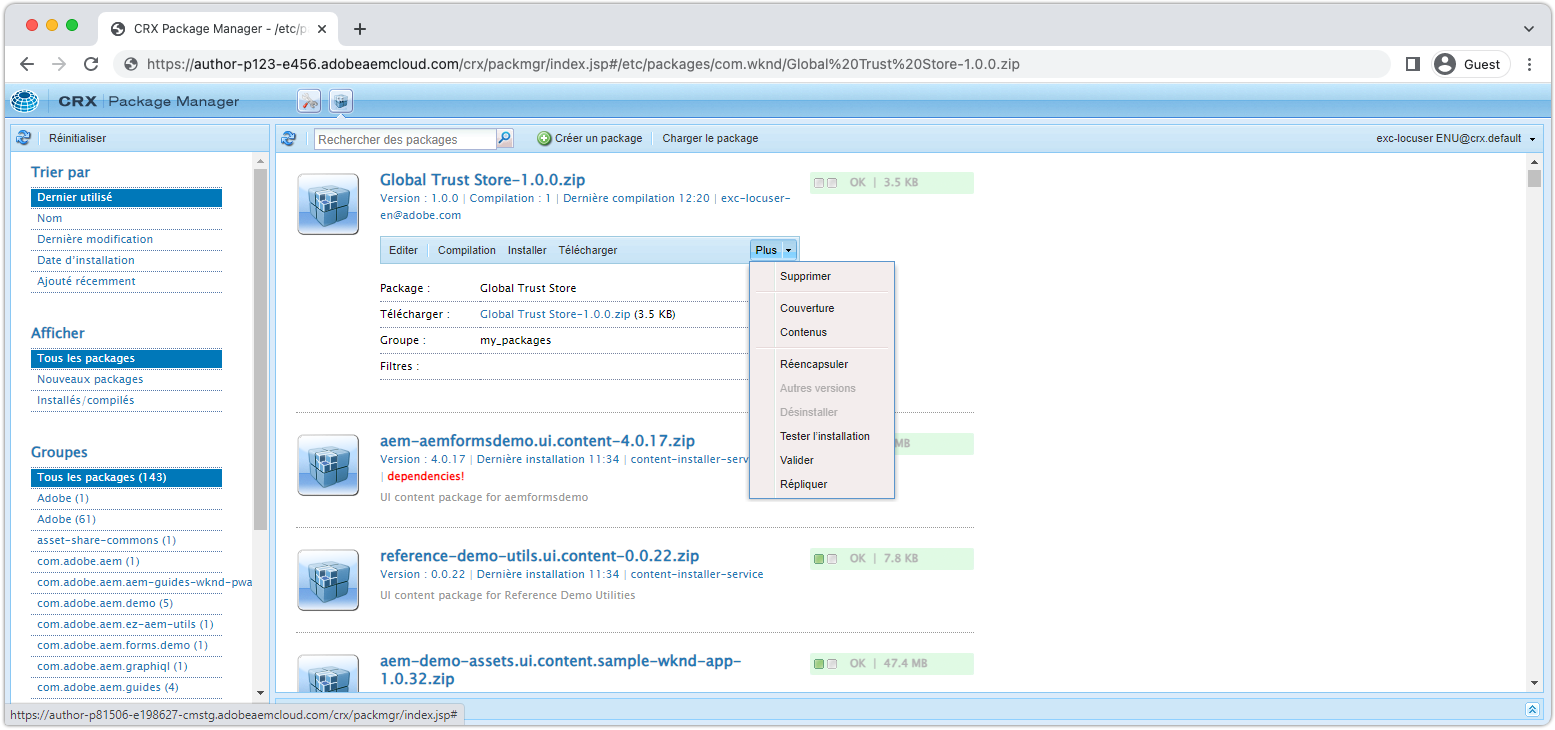 CRX Package Manager - /etc/p
https://author-p123-e456.adobeaemcloud.com/crx/packmgr/index.jsp#/etc/packages/com.wknd/Global%20Trust%20Store-1.0.0.zip
Guest
CRX Package Manager
Réinitialiser
Trier par
Dernier utilisé
Nom
Dernière modification
Date d'installation
Ajouté récemment
Afficher
Tous les packages
Nouveaux packages
Installés/compilés
Groupes
Tous les packages (143)
Adobe (1)
Adobe (61)
asset-share-commons (1)
com.adobe.aem (1)
com.adobe.aem.aem-guides-wknd-pwa
com.adobe.aem.demo (5)
com.adobe.aem.ez-aem-utils (1)
com.adobe.aem.forms.demo (1)
com.adobe.aem.graphiql (1)
com.adobe.aem.guides (4)
Rechercher des packages
Créer un package
Charger le package
exc-locuser ENU@crx.default
Global Trust Store-1.0.0.zip
OK | 3.5 KB
Version : 1.0.0 | Compilation : 1 | Dernière compilation 12:20 | exc-locuser-
en@adobe.com
Editer
Compilation
Installer
Télécharger
Plus
Package : Global Trust Store
Télécharger : Global Trust Store-1.0.0.zip (3.5 KB)
Groupe : my_packages
Filtres :
Supprimer
Couverture
Contenus
Réencapsuler
Autres versions
Désinstaller
Tester l'installation
Valider
Répliquer
aem-aemformsdemo.ui.content-4.0.17.zip
MB
Version : 4.0.17 | Dernière installation 11:34 | content-installer-serv
| dependencies!
UI content package for aemformsdemo
reference-demo-utils.ui.content-0.0.22.zip
OK | 7.8 KB
Version : 0.0.22 | Dernière installation 11:34 | content-installer-service
UI content package for Reference Demo Utilities
aem-demo-assets.ui.content.sample-wknd-app-
1.0.32.zip
OK | 47.4 MB
https://author-p81506-e198627-cmstg.adobeaemcloud.com/crx/packmgr/index.jsp#